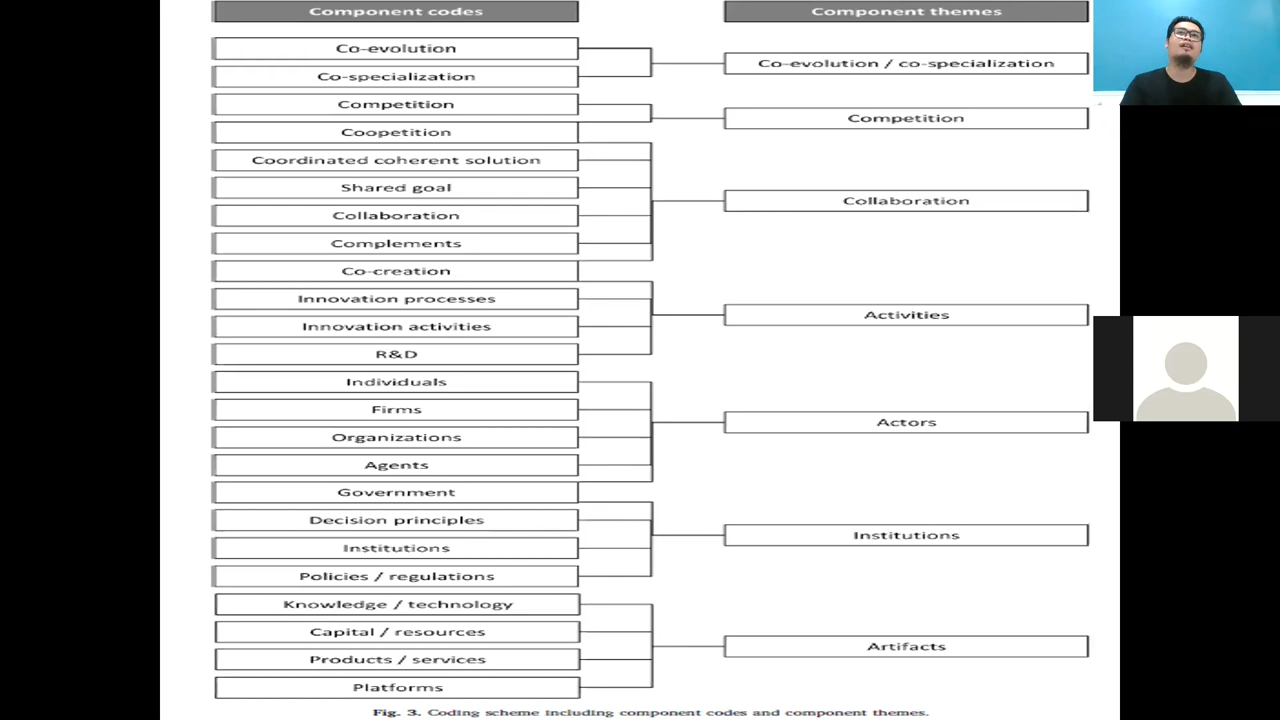 Component codes
Component themes
Co-evolution
Co-specialization
Competition
Coopetition
Coordinated coherent solution
Shared goal
Collaboration
Complements
Co-creation
Innovation processes
Innovation activities
R&D
Individuals
Firms
Organizations
Agents
Government
Decision principles
Institutions
Policies / regulations
Knowledge / technology
Capital / resources
Products / services
Platforms
Co-evolution / co-specialization
Competition
Collaboration
Activities
Actors
Institutions
Artifacts
Fig. 3. Coding scheme including component codes and component themes.